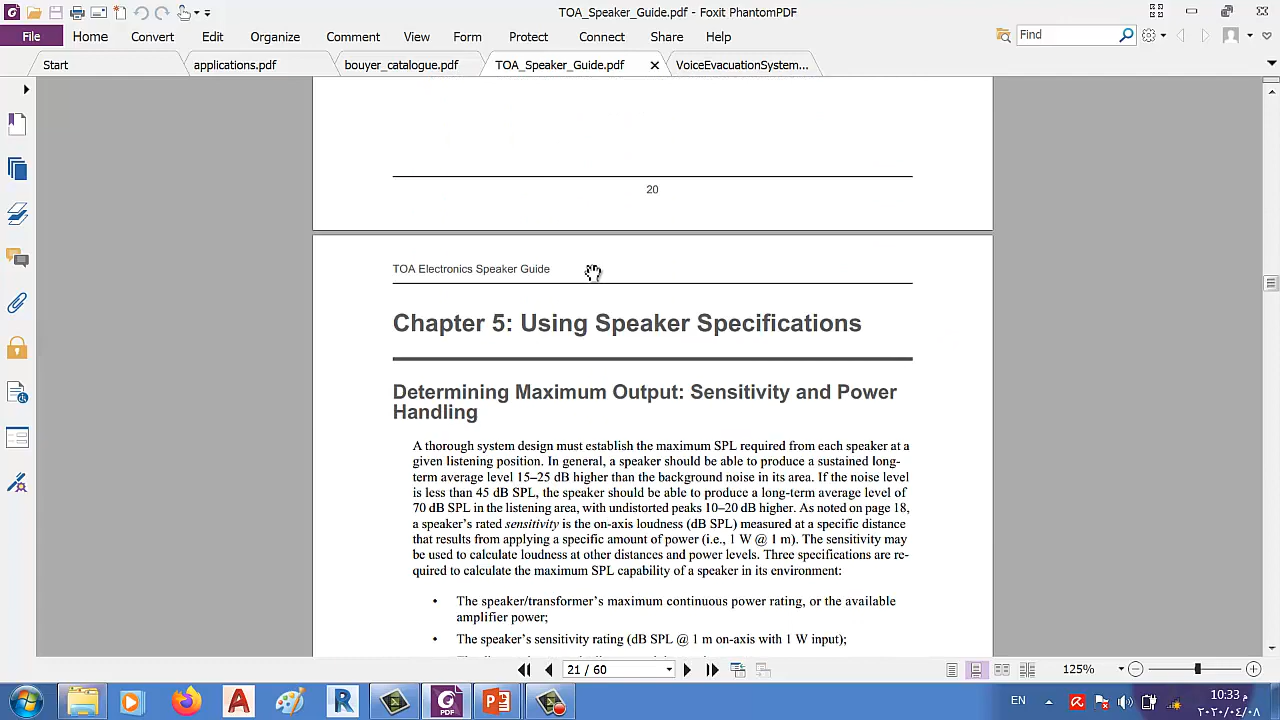 TOA_Speaker_Guide.pdf - Foxit PhantomPDF
File Home Convert Edit Organize Comment View Form Protect Connect Share Help Find
Start applications.pdf bouyer_catalogue.pdf TOA_Speaker_Guide.pdf VoiceEvacuationSystem...
20
TOA Electronics Speaker Guide
Chapter 5: Using Speaker Specifications
Determining Maximum Output: Sensitivity and Power
Handling
A thorough system design must establish the maximum SPL required from each speaker at a
given listening position. In general, a speaker should be able to produce a sustained long-
term average level 15–25 dB higher than the background noise in its area. If the noise level
is less than 45 dB SPL, the speaker should be able to produce a long-term average level of
70 dB SPL in the listening area, with undistorted peaks 10–20 dB higher. As noted on page 18,
a speaker's rated sensitivity is the on-axis loudness (dB SPL) measured at a specific distance
that results from applying a specific amount of power (i.e., 1 W @ 1 m). The sensitivity may
be used to calculate loudness at other distances and power levels. Three specifications are re-
quired to calculate the maximum SPL capability of a speaker in its environment:
• The speaker/transformer's maximum continuous power rating, or the available
amplifier power;
• The speaker's sensitivity rating (dB SPL @ 1 m on-axis with 1 W input);
21 / 60 125%
EN 10:33 م
٢٠٢٠/٠٤/٠٨